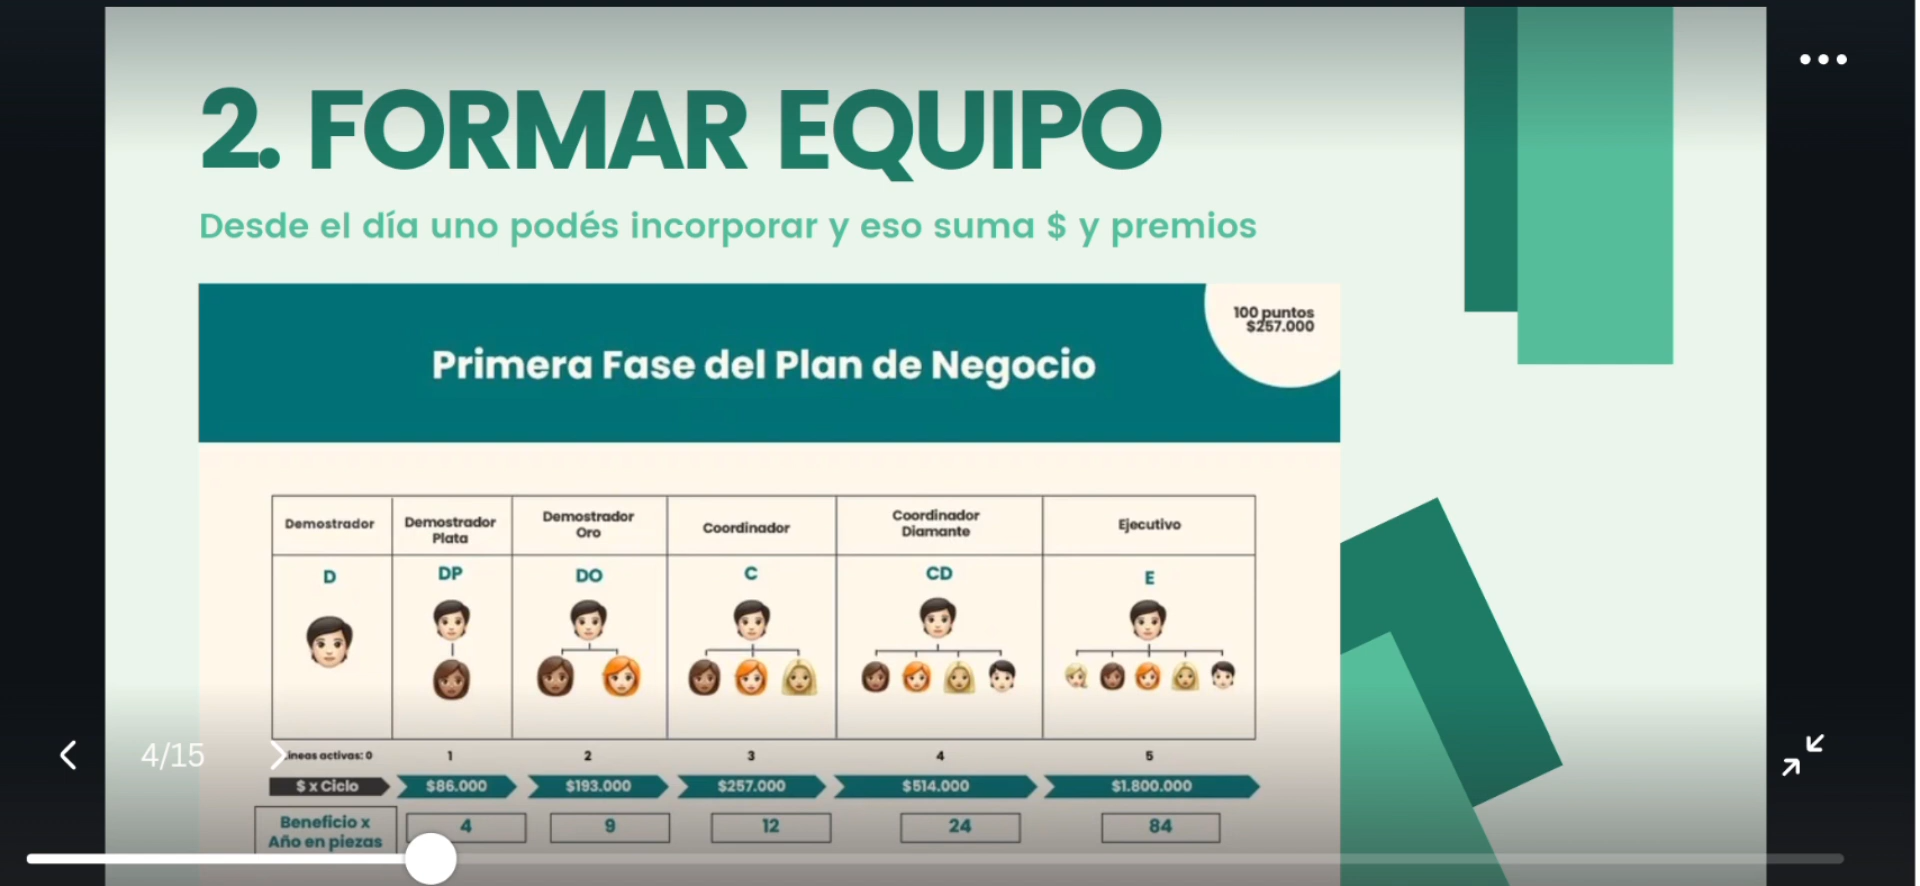 2. FORMAR EQUIPO
Desde el día uno podés incorporar y eso suma $ y premios
100 puntos
$257.000
Primera Fase del Plan de Negocio
Demostrador
Demostrador
Plata
Demostrador
Oro
Coordinador
Coordinador
Diamante
Ejecutivo
D
DP
DO
C
CD
E
4/15
íneas activas: 0
1
2
3
4
5
$ x Ciclo
$86.000
$193.000
$257.000
$514.000
$1.800.000
Beneficio x
Año en piezas
4
9
12
24
84